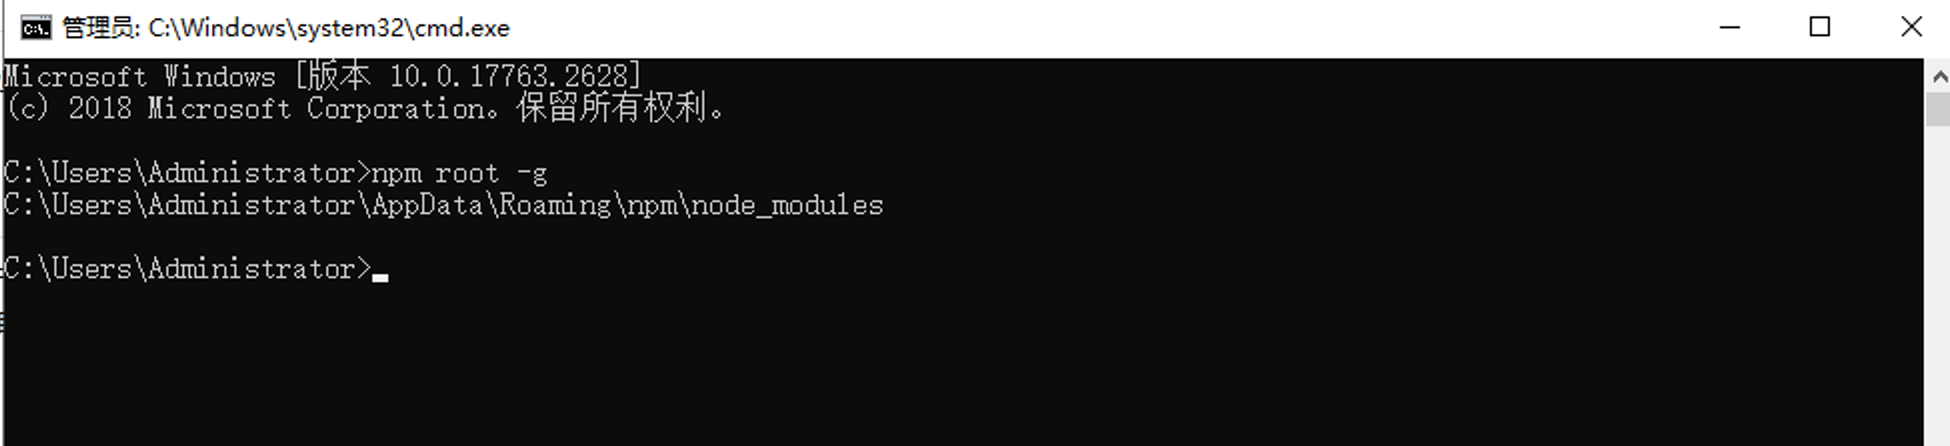 管理员: C:\Windows\system32\cmd.exe
Microsoft Windows [版本 10.0.17763.2628]
(c) 2018 Microsoft Corporation。保留所有权利。
C:\Users\Administrator>npm root -g
C:\Users\Administrator\AppData\Roaming\npm\node_modules
C:\Users\Administrator>